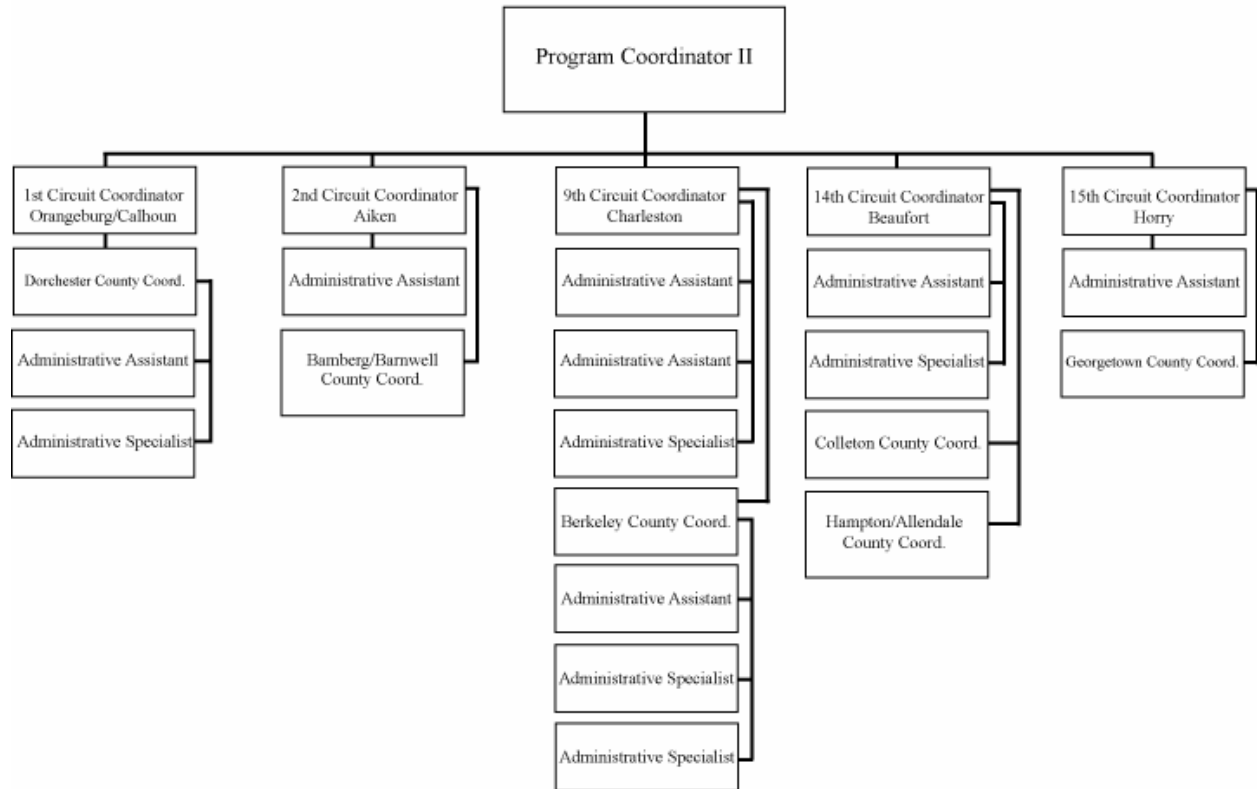 Program Coordinator II
1st Circuit Coordinator
Orangeburg/Calhoun
Dorchester County Coord.
Administrative Assistant
Administrative Specialist
2nd Circuit Coordinator
Aiken
Administrative Assistant
Bamberg/Barnwell
County Coord.
9th Circuit Coordinator
Charleston
Administrative Assistant
Administrative Assistant
Administrative Specialist
Berkeley County Coord.
Administrative Assistant
Administrative Specialist
Administrative Specialist
14th Circuit Coordinator
Beaufort
Administrative Assistant
Administrative Specialist
Colleton County Coord.
Hampton/Allendale
County Coord.
15th Circuit Coordinator
Horry
Administrative Assistant
Georgetown County Coord.